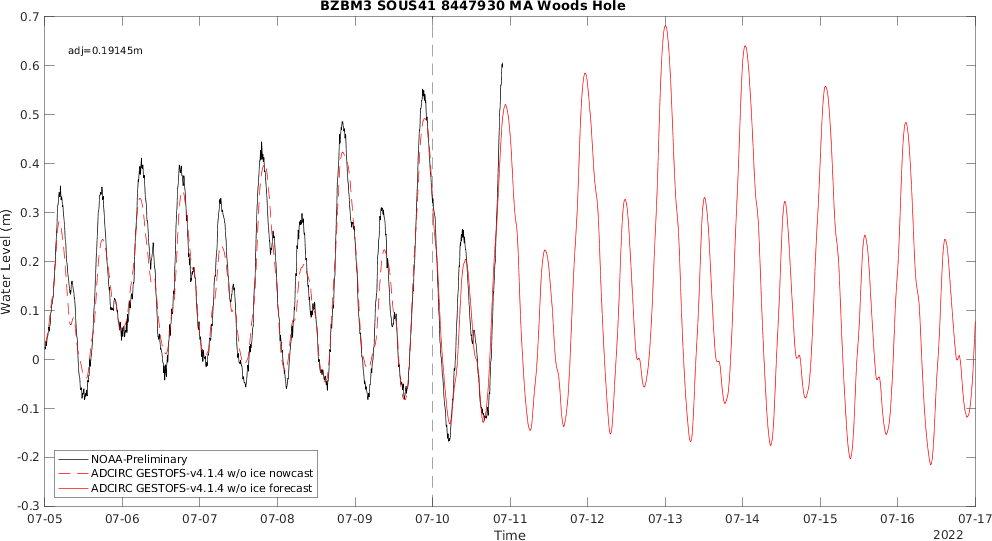 BZBM3 SOUS41 8447930 MA Woods Hole
adj=0.19145m
Water Level (m)
0.7
0.6
0.5
0.4
0.3
0.2
0.1
0
-0.1
-0.2
-0.3
NOAA-Preliminary
ADCIRC GESTOFS-v4.1.4 w/o ice nowcast
ADCIRC GESTOFS-v4.1.4 w/o ice forecast
07-05 07-06 07-07 07-08 07-09 07-10 07-11 07-12 07-13 07-14 07-15 07-16 07-17
Time
2022